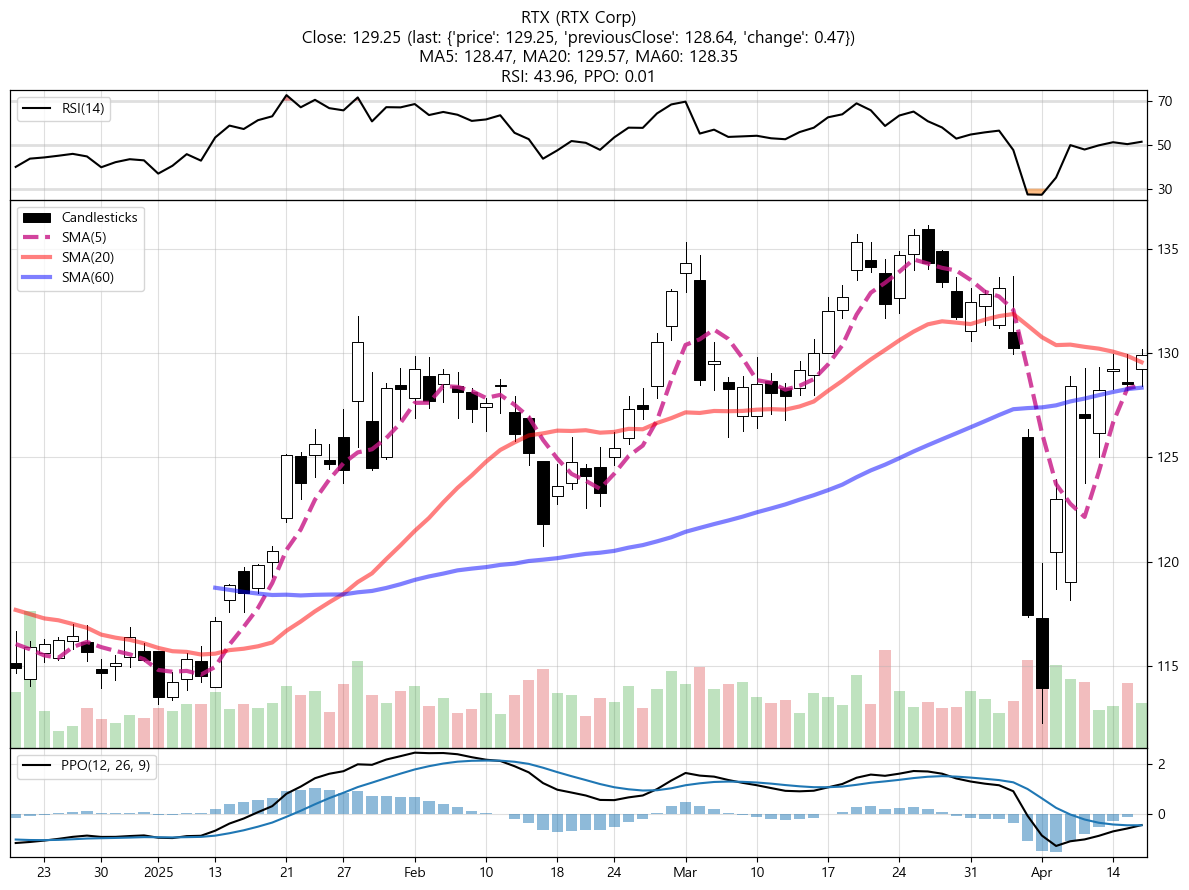 RTX (RTX Corp)
Close: 129.25 (last: {'price': 129.25, 'previousClose': 128.64, 'change': 0.47})
MA5: 128.47, MA20: 129.57, MA60: 128.35
RSI: 43.96, PPO: 0.01
RSI(14)
70
50
30
Candlesticks
SMA(5)
SMA(20)
SMA(60)
135
130
125
120
115
PPO(12, 26, 9)
2
0
23 30 2025 13 21 27 Feb 10 18 24 Mar 10 17 24 31 Apr 14